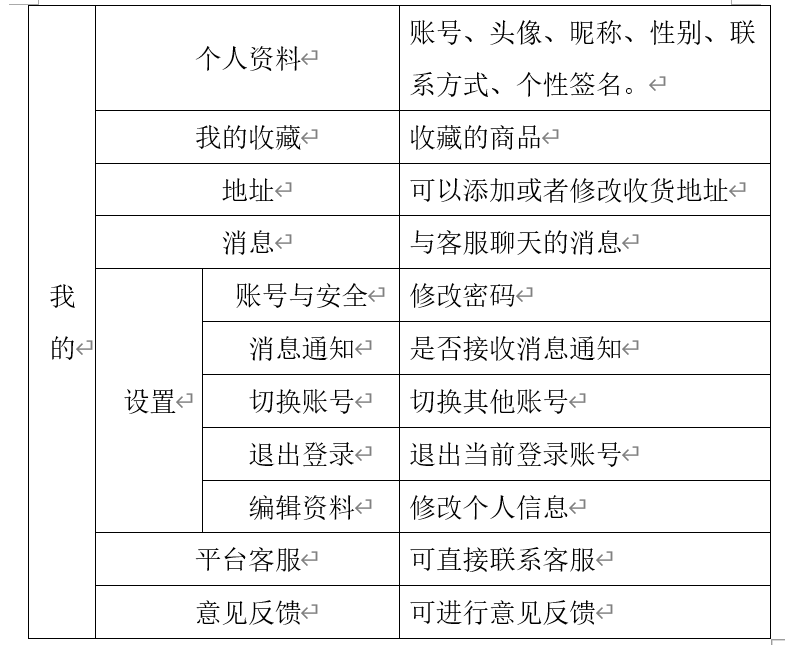 个人资料
账号、头像、昵称、性别、联
系方式、个性签名。
我的收藏
收藏的商品
地址
可以添加或者修改收货地址
消息
与客服聊天的消息
我
的
设置
账号与安全
修改密码
消息通知
是否接收消息通知
切换账号
切换其他账号
退出登录
退出当前登录账号
编辑资料
修改个人信息
平台客服
可直接联系客服
意见反馈
可进行意见反馈